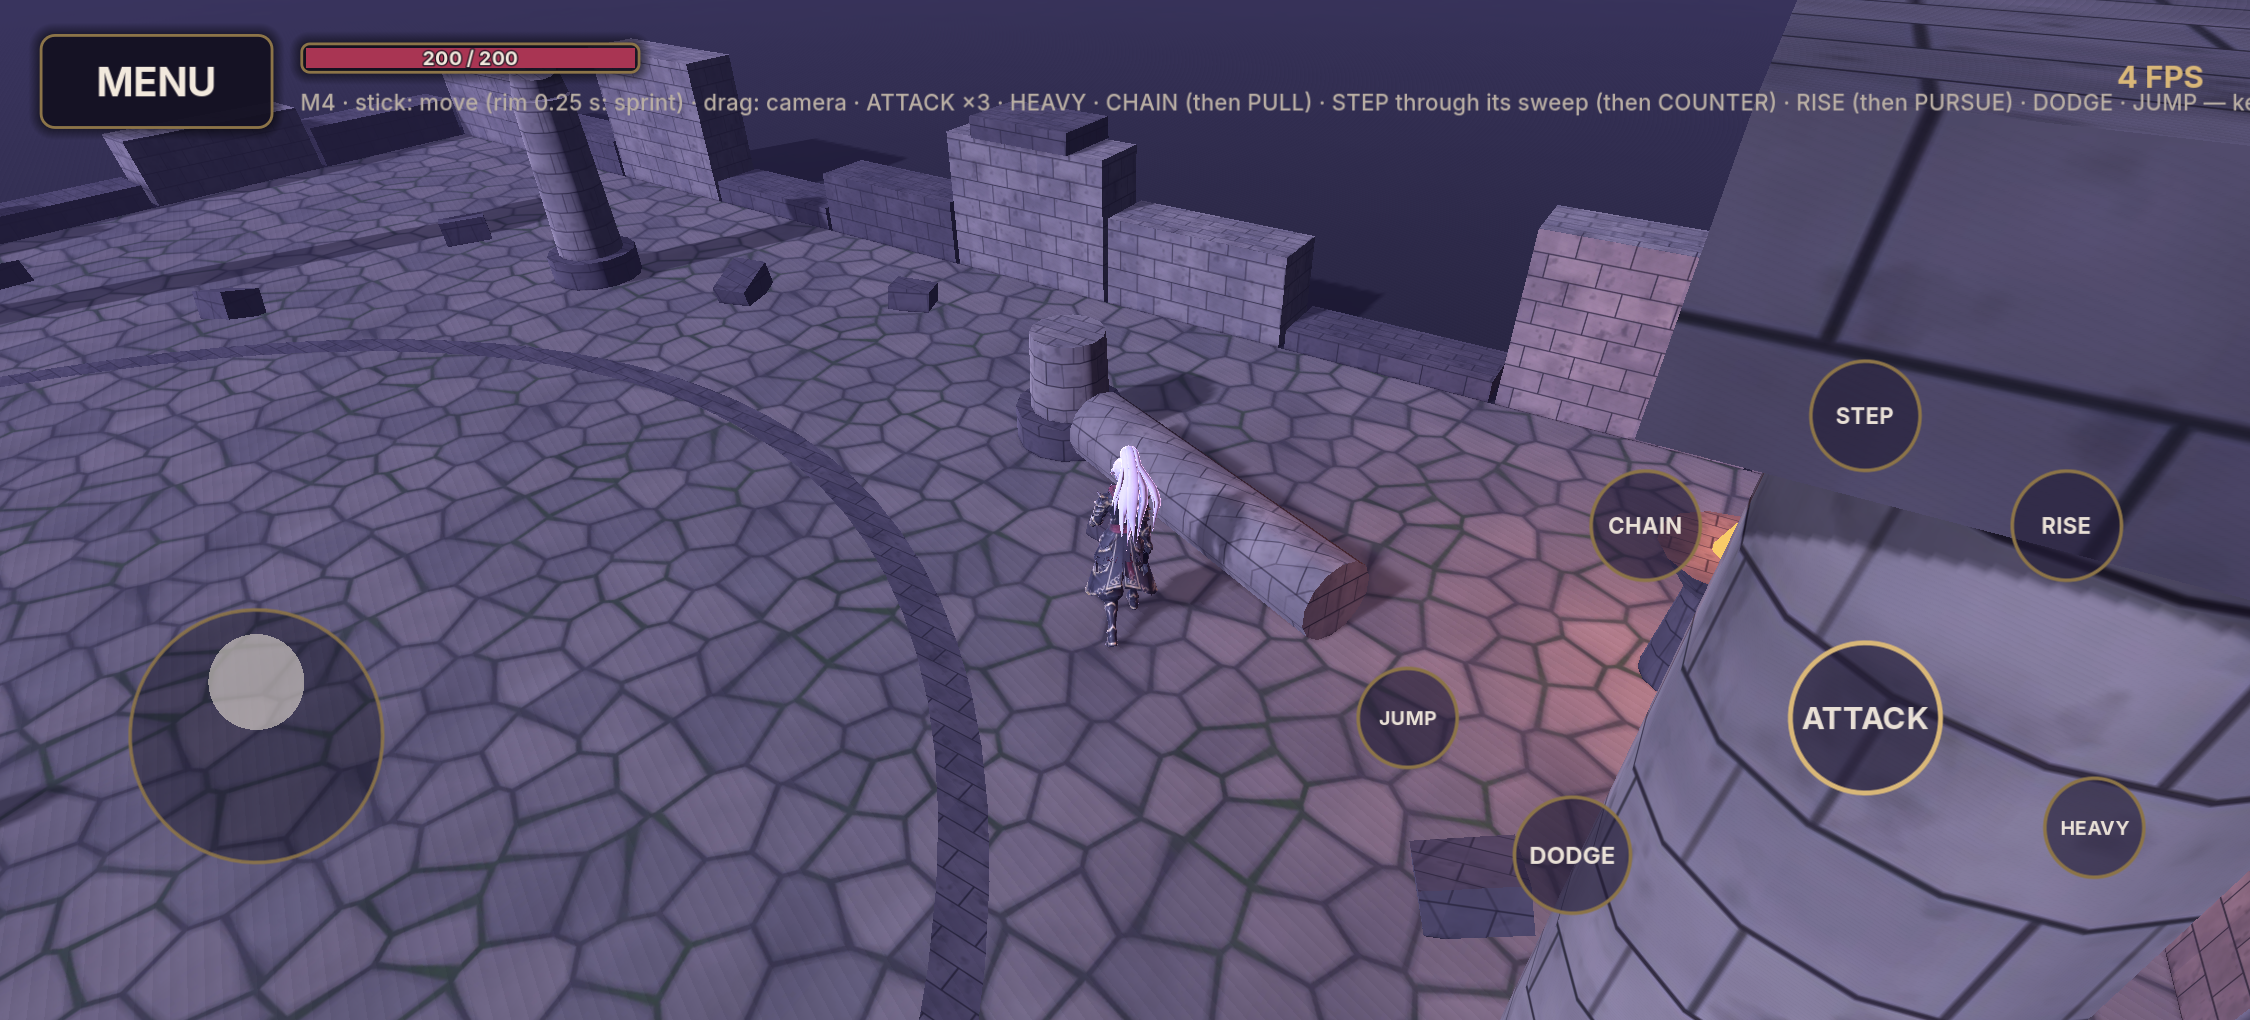 MENU
200 / 200
4 FPS
M4 · stick: move (rim 0.25 s: sprint) · drag: camera · ATTACK ×3 · HEAVY · CHAIN (then PULL) · STEP through its sweep (then COUNTER) · RISE (then PURSUE) · DODGE · JUMP —
STEP
CHAIN
RISE
JUMP
ATTACK
HEAVY
DODGE